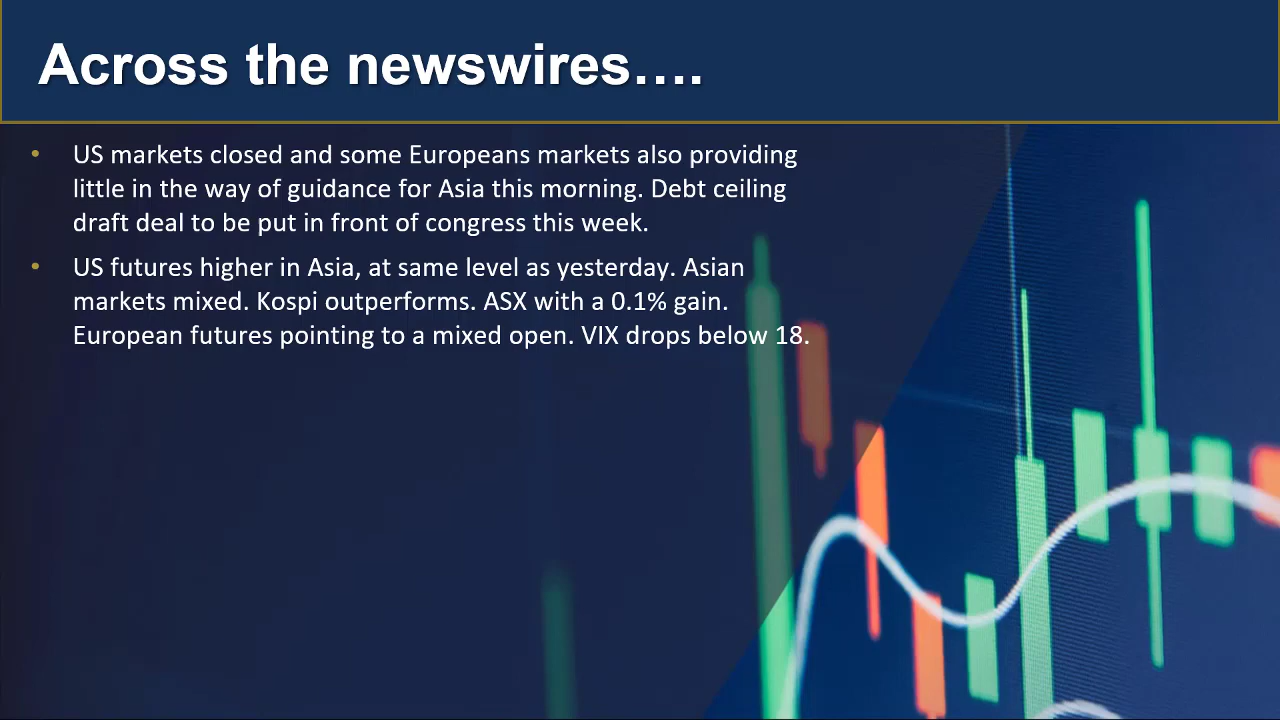 Across the newswires….
• US markets closed and some Europeans markets also providing
little in the way of guidance for Asia this morning. Debt ceiling
draft deal to be put in front of congress this week.
• US futures higher in Asia, at same level as yesterday. Asian
markets mixed. Kospi outperforms. ASX with a 0.1% gain.
European futures pointing to a mixed open. VIX drops below 18.